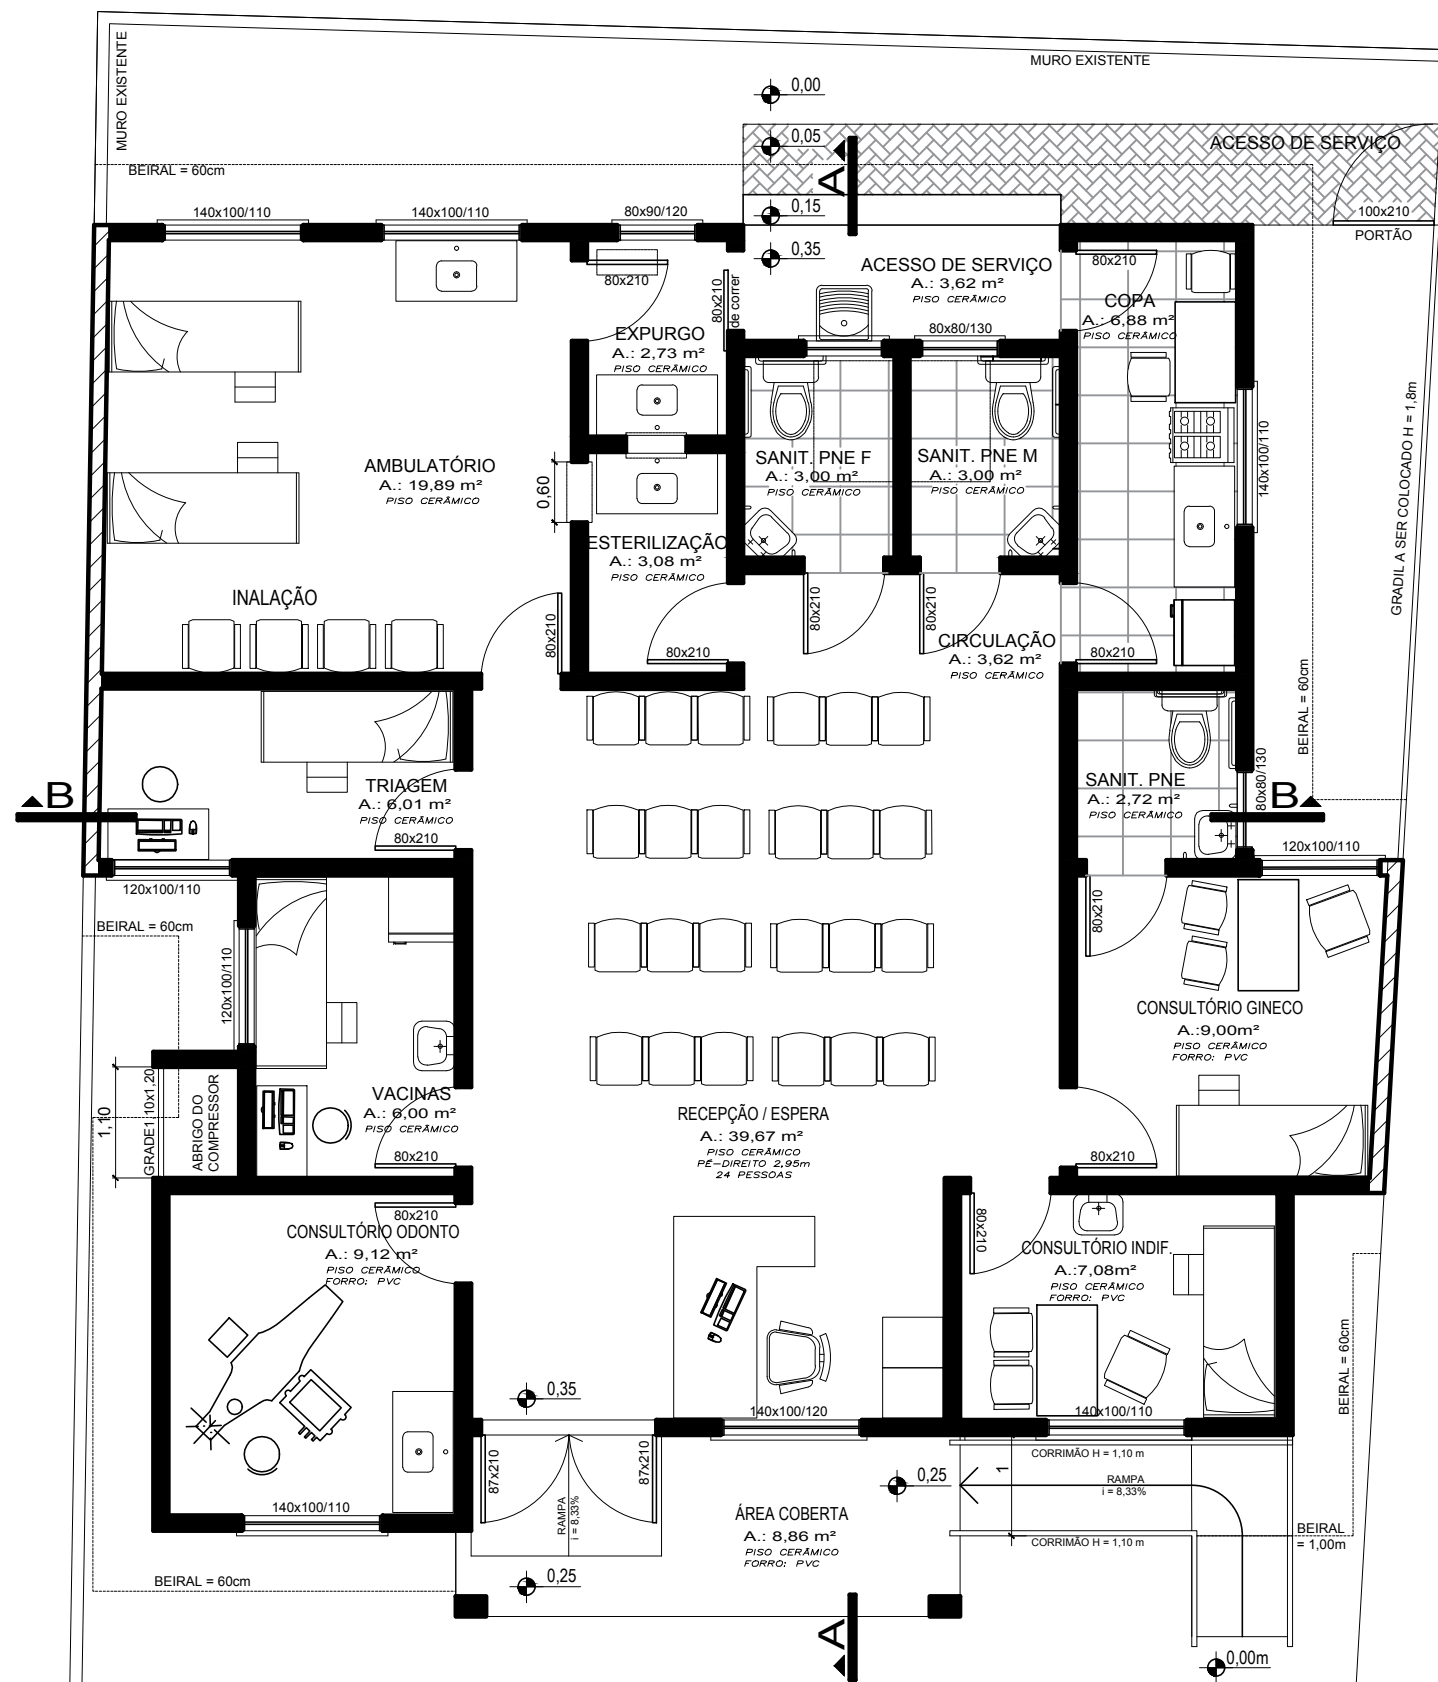 MURO EXISTENTE
MURO EXISTENTE
0,00
0,05
ACESSO DE SERVIÇO
BEIRAL = 60cm
A
140x100/110
140x100/110
80x90/120
0,15
100x210
PORTÃO
0,35
80x210
80x210
de correr
ACESSO DE SERVIÇO
A.: 3,62 m²
PISO CERÂMICO
80x210
COPA
A.: 6,88 m²
PISO CERÂMICO
EXPURGO
A.: 2,73 m²
PISO CERÂMICO
80x80/130
GRADIL A SER COLOCADO H = 1,8m
140x100/110
AMBULATÓRIO
A.: 19,89 m²
PISO CERÂMICO
SANIT. PNE F
A.: 3,00 m²
PISO CERÂMICO
SANIT. PNE M
A.: 3,00 m²
PISO CERÂMICO
0,60
ESTERILIZAÇÃO
A.: 3,08 m²
PISO CERÂMICO
INALAÇÃO
80x210
80x210
80x210
80x210
CIRCULAÇÃO
A.: 3,62 m²
PISO CERÂMICO
80x210
BEIRAL = 60cm
TRIAGEM
A.: 6,01 m²
PISO CERÂMICO
80x210
B
SANIT. PNE
A.: 2,72 m²
PISO CERÂMICO
80x80/130
B
120x100/110
120x100/110
BEIRAL = 60cm
120x100/110
80x210
CONSULTÓRIO GINECO
A.:9,00m²
PISO CERÂMICO
FORRO: PVC
1,10
GRADE1,10x1,20
ABRIGO DO
COMPRESSOR
VACINAS
A.: 6,00 m²
PISO CERÂMICO
80x210
RECEPÇÃO / ESPERA
A.: 39,67 m²
PISO CERÂMICO
PÉ-DIREITO 2,95m
24 PESSOAS
80x210
80x210
CONSULTÓRIO ODONTO
A.: 9,12 m²
PISO CERÂMICO
FORRO: PVC
80x210
CONSULTÓRIO INDIF.
A.:7,08m²
PISO CERÂMICO
FORRO: PVC
BEIRAL = 60cm
0,35
140x100/120
140x100/110
87x210
87x210
RAMPA
i = 8,33%
0,25
1
CORRIMÃO H = 1,10 m
RAMPA
i = 8,33%
140x100/110
ÁREA COBERTA
A.: 8,86 m²
PISO CERÂMICO
FORRO: PVC
CORRIMÃO H = 1,10 m
BEIRAL
= 1,00m
BEIRAL = 60cm
0,25
A
0,00m